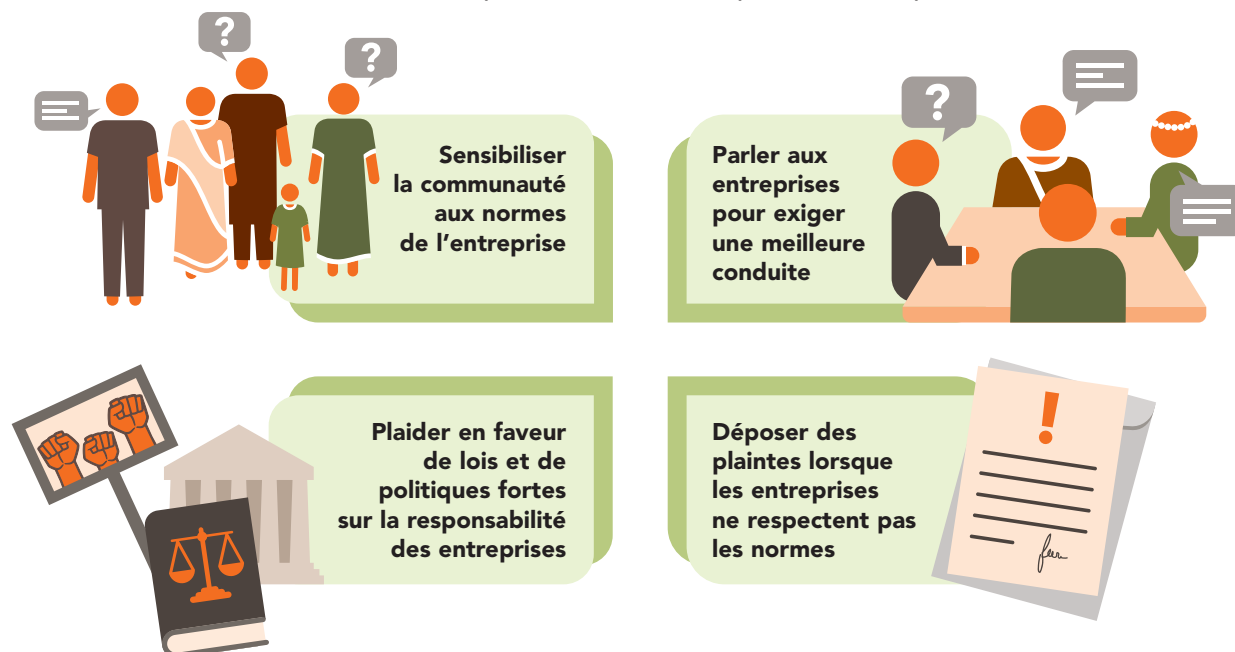 Sensibiliser
la communauté
aux normes
de l’entreprise
Parler aux
entreprises
pour exiger
une meilleure
conduite
Plaider en faveur
de lois et de
politiques fortes
sur la responsabilité
des entreprises
Déposer des
plaintes lorsque
les entreprises
ne respectent pas
les normes